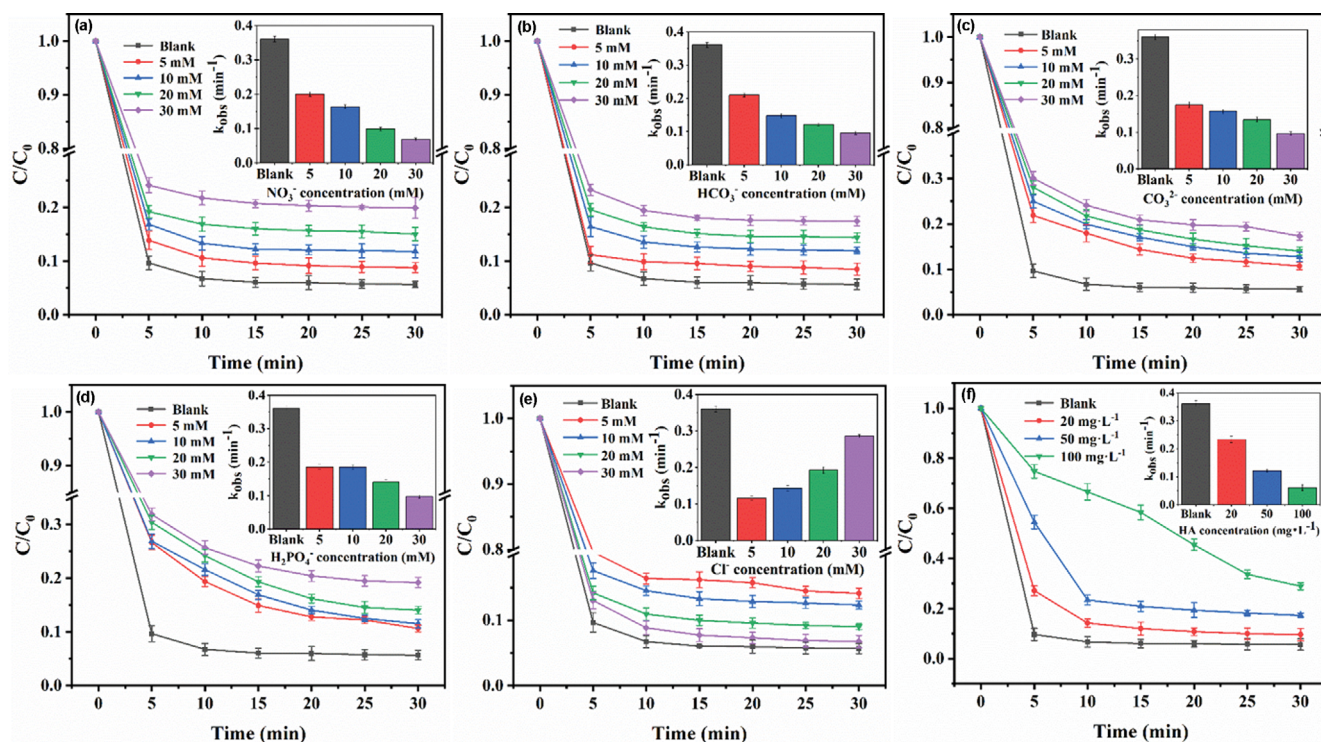 (a)
Blank
5 mM
10 mM
20 mM
30 mM
C/C₀
1.0
0.9
0.8
0.2
0.1
0.0
0 5 10 15 20 25 30
Time (min)
k_obs (min⁻¹)
0.4
0.3
0.2
0.1
0.0
Blank 5 10 20 30
NO₃⁻ concentration (mM)
(b)
Blank
5 mM
10 mM
20 mM
30 mM
C/C₀
1.0
0.9
0.8
0.2
0.1
0.0
0 5 10 15 20 25 30
Time (min)
k_obs (min⁻¹)
0.4
0.3
0.2
0.1
0.0
Blank 5 10 20 30
HCO₃⁻ concentration (mM)
(c)
Blank
5 mM
10 mM
20 mM
30 mM
C/C₀
1.0
0.9
0.8
0.3
0.2
0.1
0.0
0 5 10 15 20 25 30
Time (min)
k_obs (min⁻¹)
0.3
0.2
0.1
0.0
Blank 5 10 20 30
CO₃²⁻ concentration (mM)
(d)
Blank
5 mM
10 mM
20 mM
30 mM
C/C₀
1.0
0.9
0.3
0.2
0.1
0.0
0 5 10 15 20 25 30
Time (min)
k_obs (min⁻¹)
0.4
0.3
0.2
0.1
0.0
Blank 5 10 20 30
H₂PO₄⁻ concentration (mM)
(e)
Blank
5 mM
10 mM
20 mM
30 mM
C/C₀
1.0
0.9
0.8
0.1
0.0
0 5 10 15 20 25 30
Time (min)
k_obs (min⁻¹)
0.4
0.3
0.2
0.1
0.0
Blank 5 10 20 30
Cl⁻ concentration (mM)
(f)
Blank
20 mg·L⁻¹
50 mg·L⁻¹
100 mg·L⁻¹
C/C₀
1.0
0.8
0.6
0.4
0.2
0.0
0 5 10 15 20 25 30
Time (min)
k_obs (min⁻¹)
0.4
0.3
0.2
0.1
0.0
Blank 20 50 100
HA concentration (mg•L⁻¹)